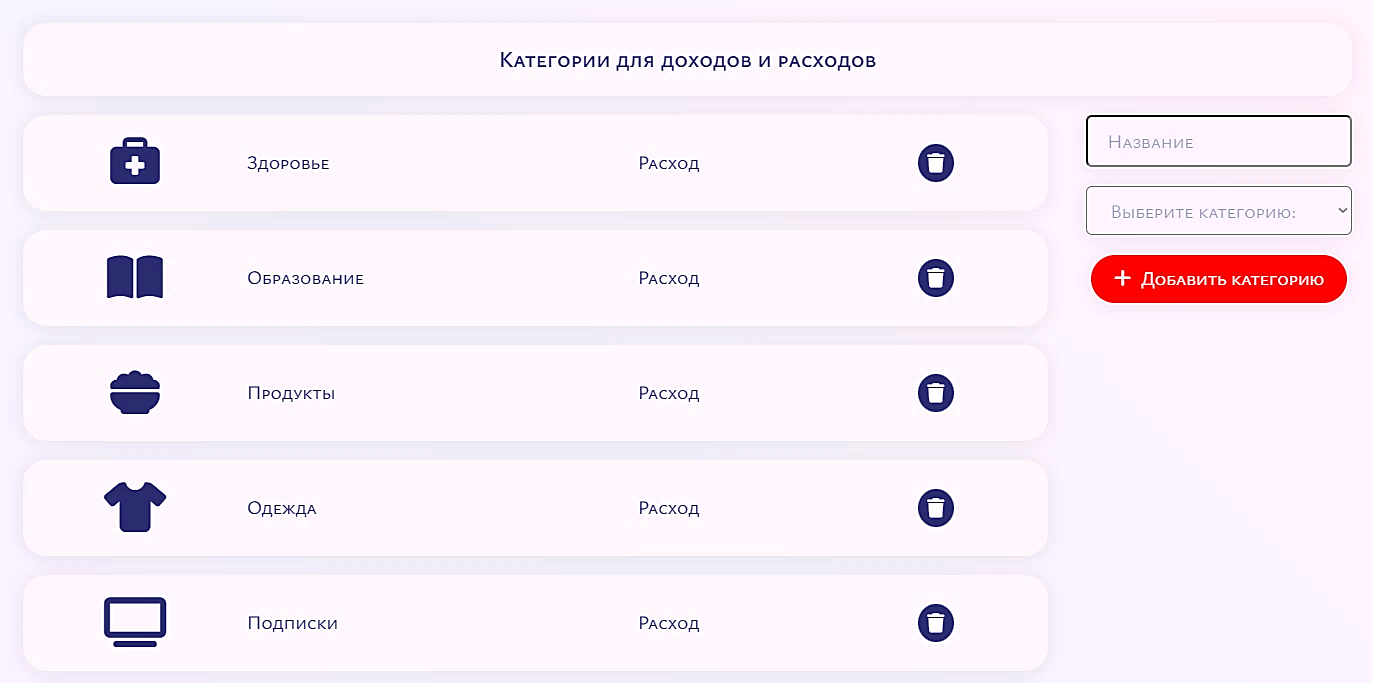 Категории для доходов и расходов
Здоровье Расход
Образование Расход
Продукты Расход
Одежда Расход
Подписки Расход
Название
Выберите категорию:
+ Добавить категорию